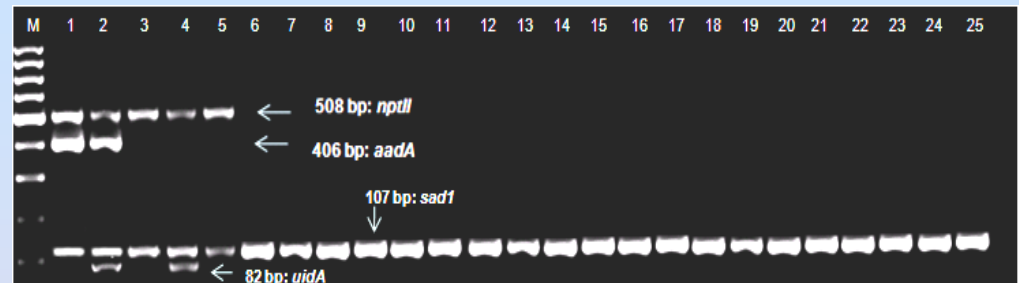 M 1 2 3 4 5 6 7 8 9 10 11 12 13 14 15 16 17 18 19 20 21 22 23 24 25
508 bp: nptII
406 bp: aadA
107 bp: sad1
82 bp: uidA